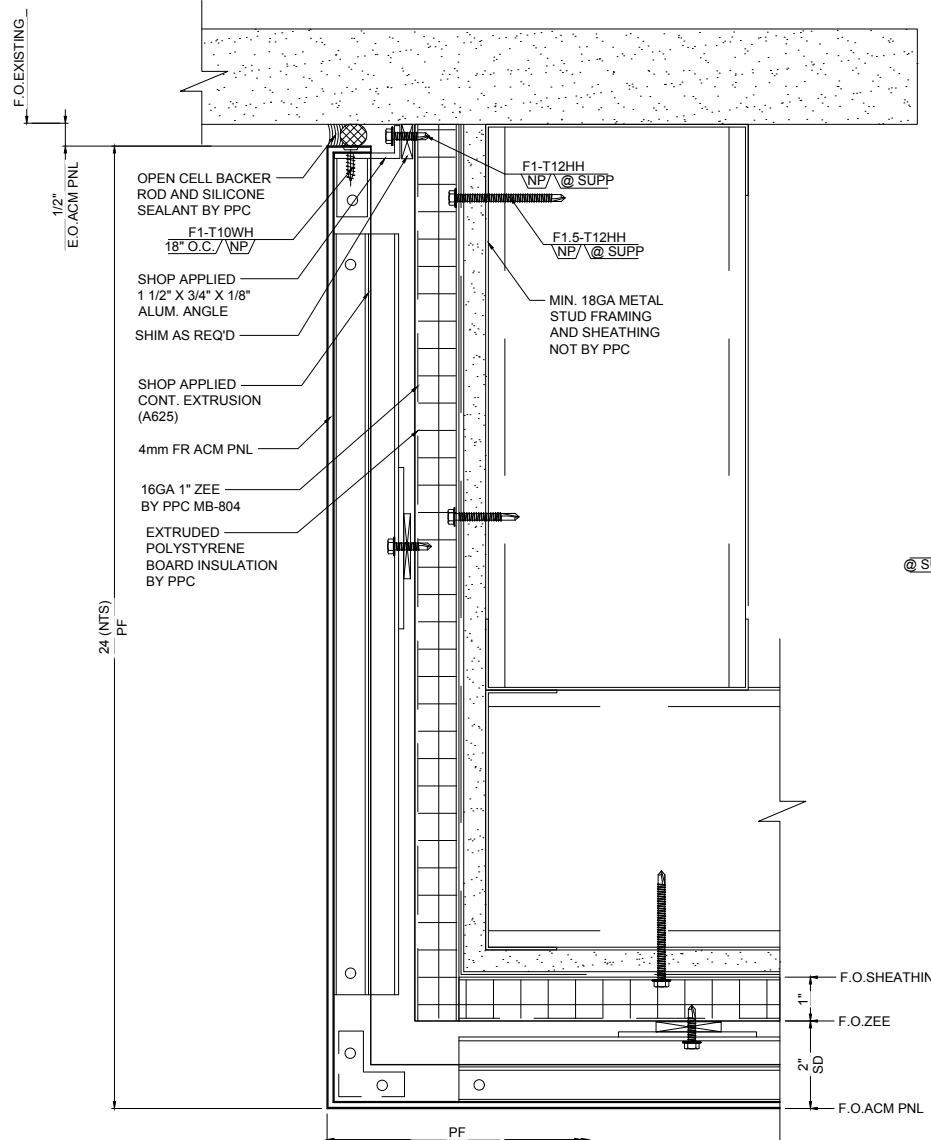 F.O.EXISTING
1/2"
E.O.ACM PNL
OPEN CELL BACKER
ROD AND SILICONE
SEALANT BY PPC
F1-T10WH
18" O.C. NP
SHOP APPLIED
1 1/2" X 3/4" X 1/8"
ALUM. ANGLE
SHIM AS REQ'D
SHOP APPLIED
CONT. EXTRUSION
(A625)
4mm FR ACM PNL
16GA 1" ZEE
BY PPC MB-804
EXTRUDED
POLYSTYRENE
BOARD INSULATION
BY PPC
F1-T12HH
NP @ SUPP
F1.5-T12HH
NP @ SUPP
MIN. 18GA METAL
STUD FRAMING
AND SHEATHING
NOT BY PPC
24 (NTS)
PF
F.O.SHEATHIN
1"
F.O.ZEE
2"
SD
F.O.ACM PNL
PF